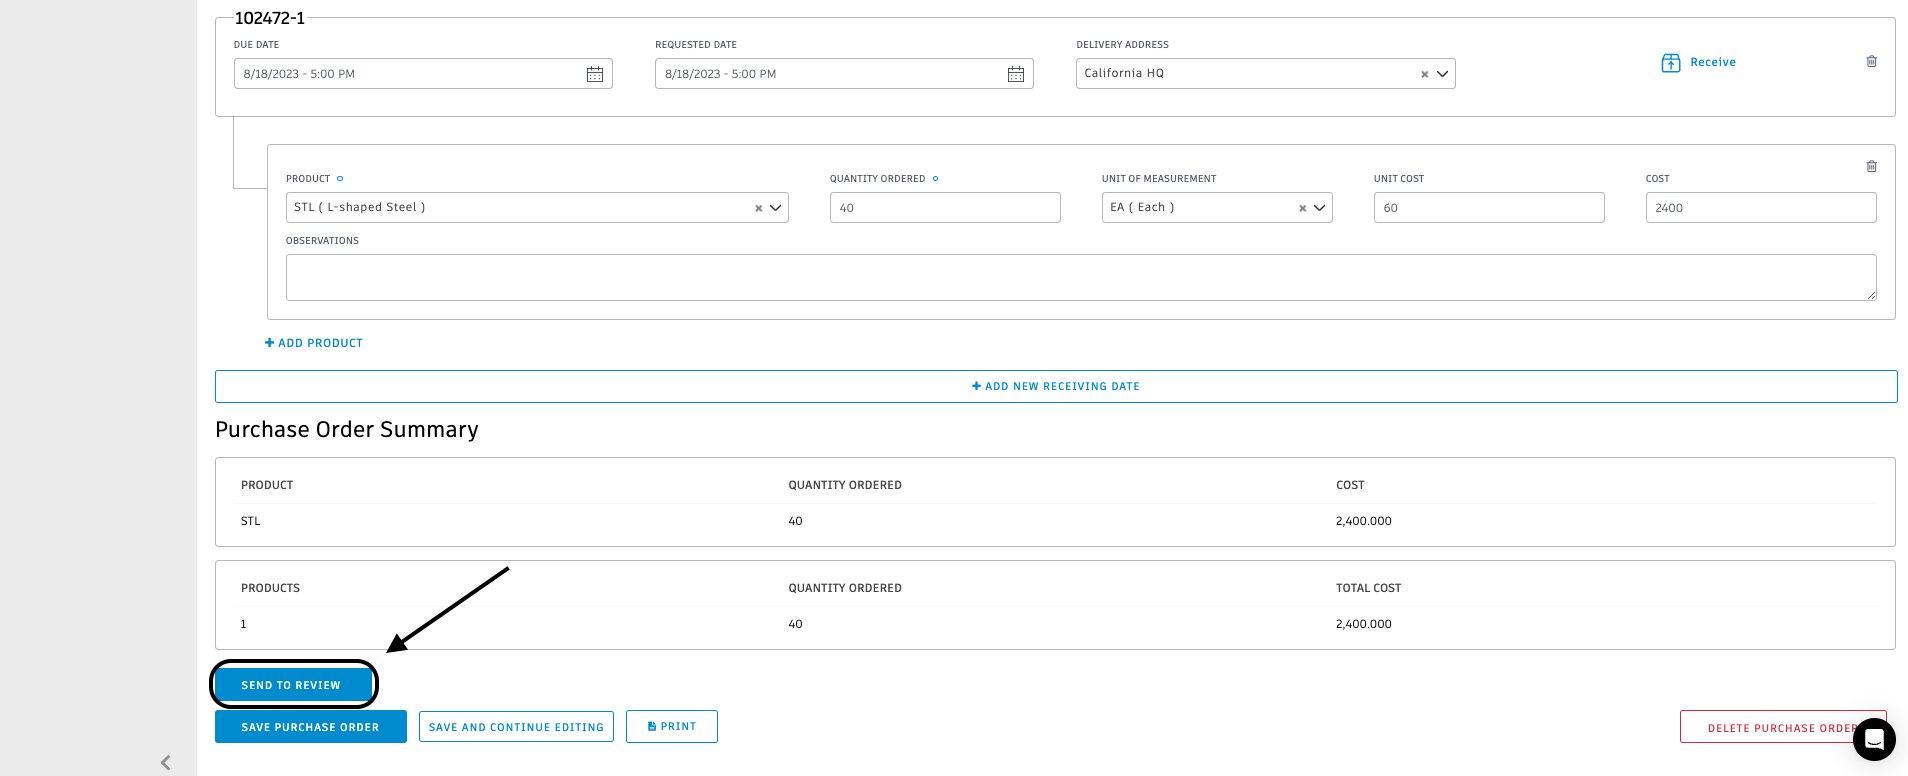 102472-1
DUE DATE REQUESTED DATE DELIVERY ADDRESS
8/18/2023 - 5:00 PM 8/18/2023 - 5:00 PM California HQ Receive
PRODUCT QUANTITY ORDERED UNIT OF MEASUREMENT UNIT COST COST
STL ( L-shaped Steel ) 40 EA ( Each ) 60 2400
OBSERVATIONS
+ ADD PRODUCT
+ ADD NEW RECEIVING DATE
Purchase Order Summary
PRODUCT QUANTITY ORDERED COST
STL 40 2,400.000
PRODUCTS QUANTITY ORDERED TOTAL COST
1 40 2,400.000
SEND TO REVIEW
SAVE PURCHASE ORDER SAVE AND CONTINUE EDITING PRINT DELETE PURCHASE ORDER